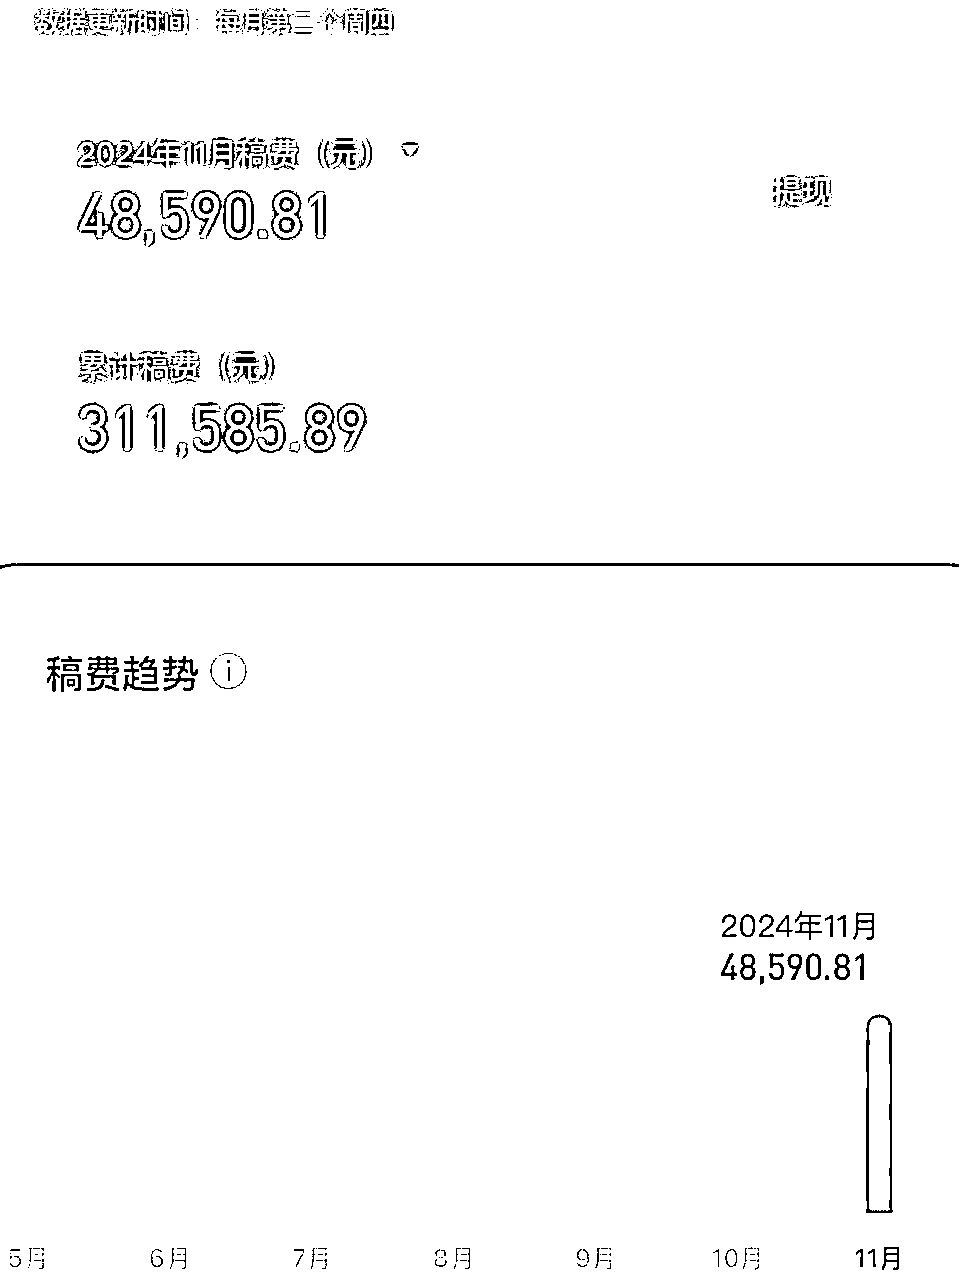 数据更新时间：每月第二个周四
2024年11月稿费（元）
48,590.81
提现
累计稿费（元）
311,585.89
稿费趋势
2024年11月
48,590.81
5月 6月 7月 8月 9月 10月 11月